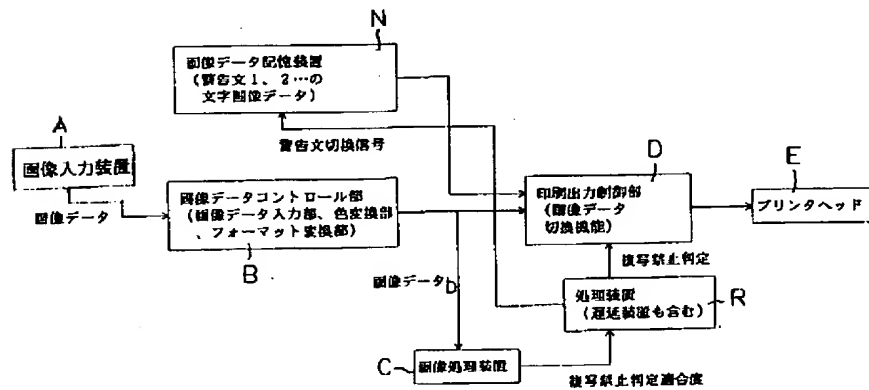 N
画像データ記憶装置
(警告文1、2…の
文字画像データ)
A
画像入力装置
画像データ
警告文切換信号
画像データコントロール部
(画像データ入力部、色変換部
、フォーマット変換部)
B
D
印刷出力制御部
(画像データ
切換機能)
E
プリンタヘッド
複写禁止判定
画像データ
b
処理装置
(遅延装置も含む)
R
C
画像処理装置
複写禁止判定適合度